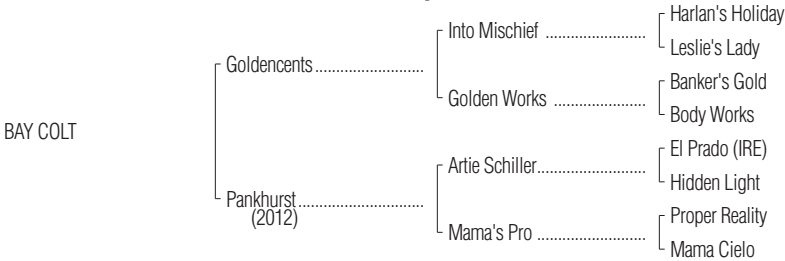 Harlan's Holiday
Into Mischief ........................
Leslie's Lady
Goldencents..........................
Banker's Gold
Golden Works ......................
Body Works
BAY COLT
El Prado (IRE)
Artie Schiller..........................
Hidden Light
Pankhurst..............................
(2012)
Proper Reality
Mama's Pro ..........................
Mama Cielo